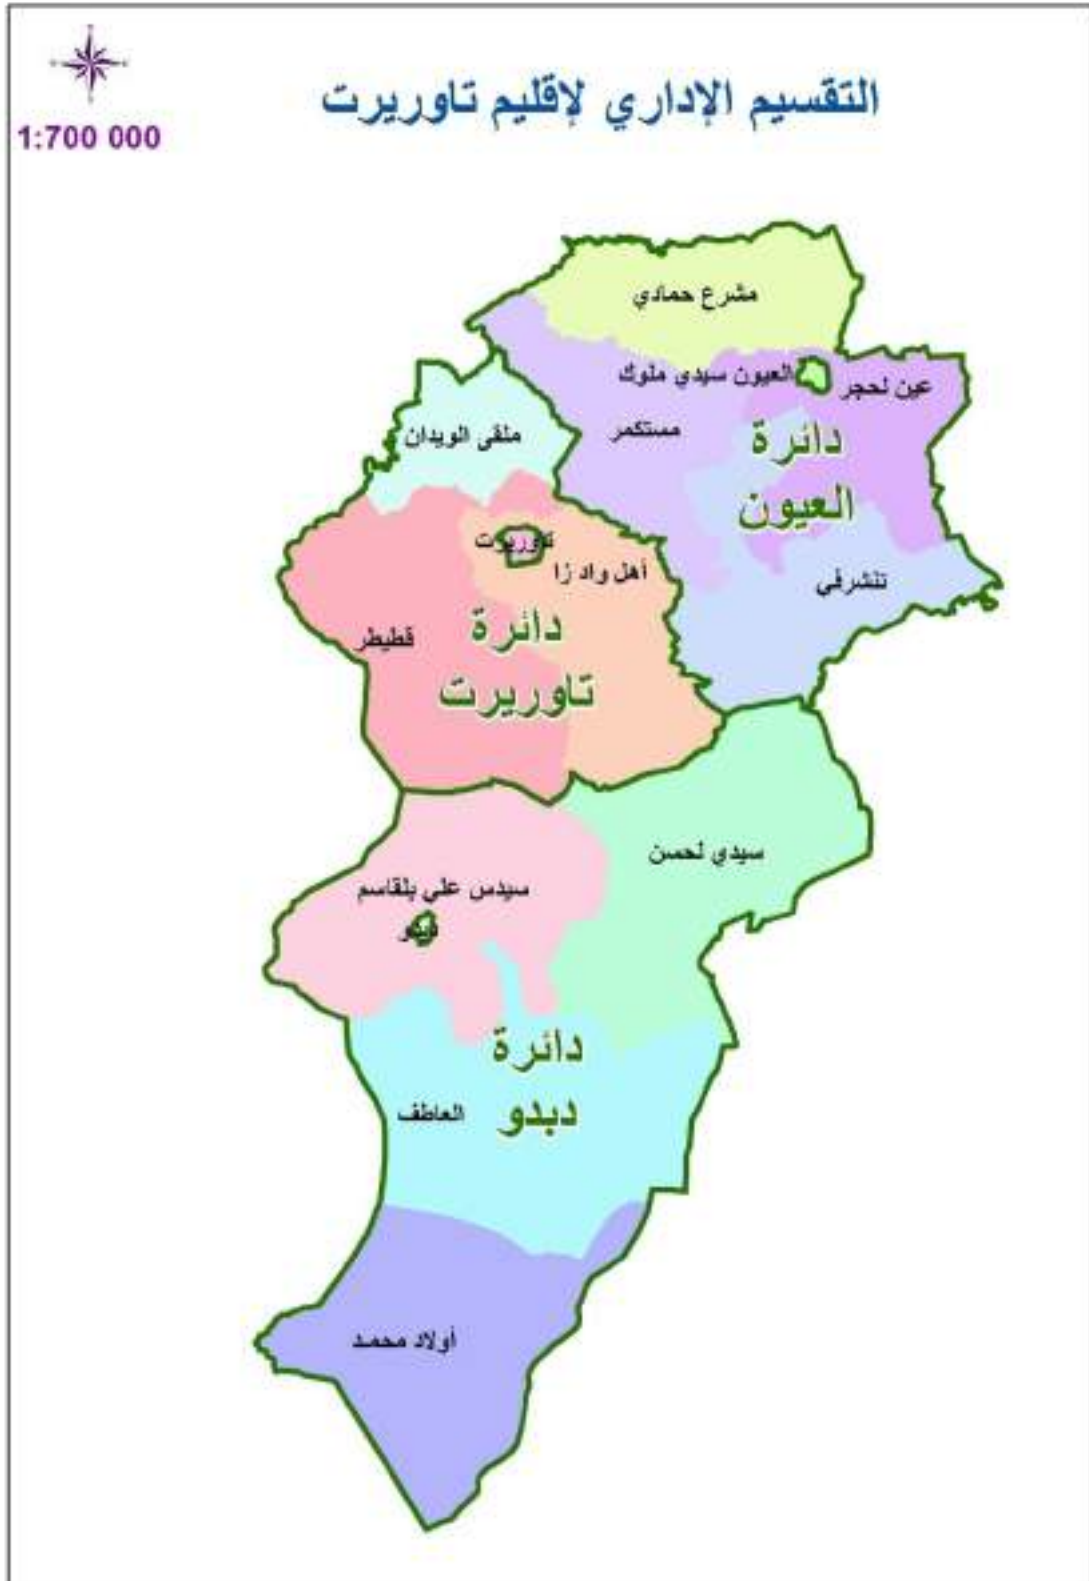 التقسيم الإداري لإقليم تاوريرت
1:700 000
مشرع حمادي
العيون سيدي ملوك
عين لحجر
مستكمر
دائرة
العيون
ملقى الويدان
تاوريرت
أهل واد زا
تنشرفي
قطيطر
دائرة
تاوريرت
سيدي لحسن
سيدس علي بلقاسم
دبدو
دائرة
دبدو
العاطف
أولاد محمد